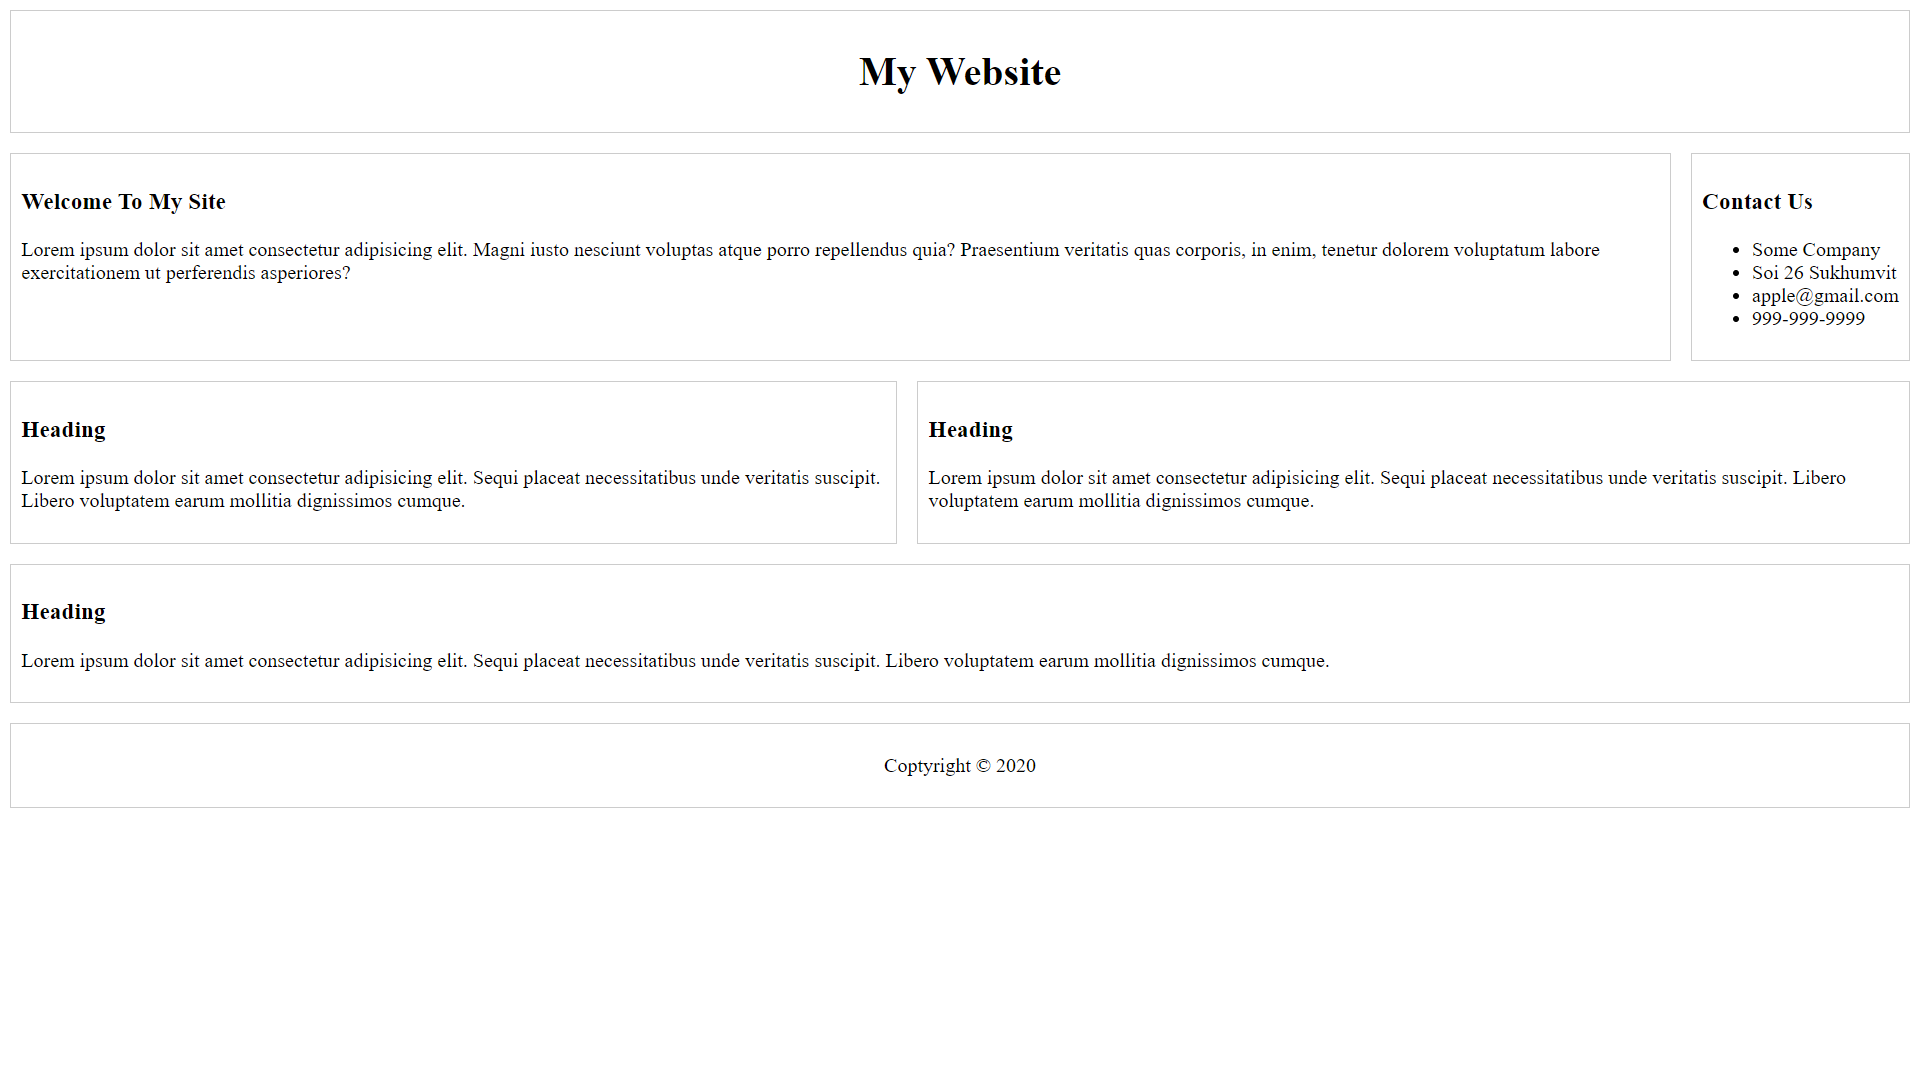 My Website
Welcome To My Site
Lorem ipsum dolor sit amet consectetur adipisicing elit. Magni iusto nesciunt voluptas atque porro repellendus quia? Praesentium veritatis quas corporis, in enim, tenetur dolorem voluptatum labore
exercitationem ut perferendis asperiores?
Contact Us
Some Company
Soi 26 Sukhumvit
apple@gmail.com
999-999-9999
Heading
Lorem ipsum dolor sit amet consectetur adipisicing elit. Sequi placeat necessitatibus unde veritatis suscipit.
Libero voluptatem earum mollitia dignissimos cumque.
Heading
Lorem ipsum dolor sit amet consectetur adipisicing elit. Sequi placeat necessitatibus unde veritatis suscipit. Libero
voluptatem earum mollitia dignissimos cumque.
Heading
Lorem ipsum dolor sit amet consectetur adipisicing elit. Sequi placeat necessitatibus unde veritatis suscipit. Libero voluptatem earum mollitia dignissimos cumque.
Coptyright © 2020